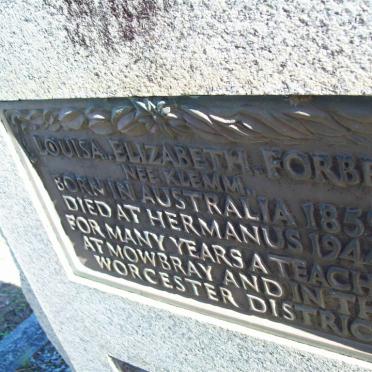 LOUISA. ELIZABETH. FORBE
NEE KLEMM.
BORN IN AUSTRALIA 185
DIED AT HERMANUS 194
FOR MANY YEARS A TEACH
AT MOWBRAY AND IN TH
WORCESTER DISTRIC